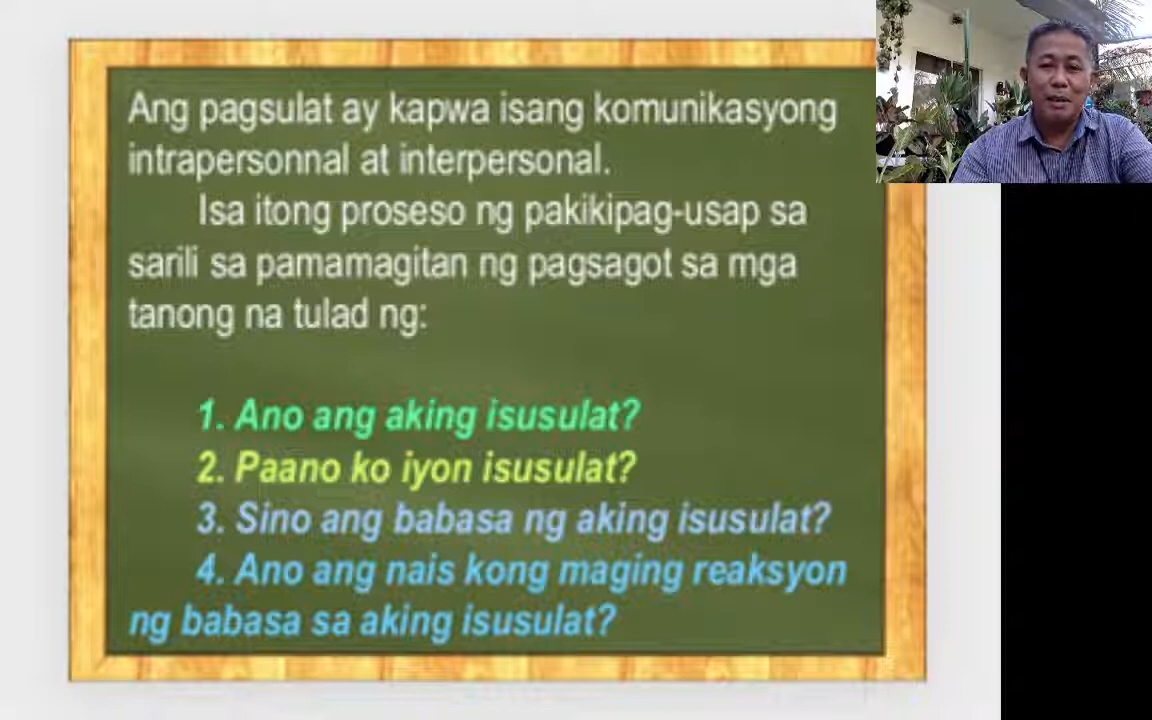 Ang pagsulat ay kapwa isang komunikasyong
intrapersonnal at interpersonal.
Isa itong proseso ng pakikipag-usap sa
sarili sa pamamagitan ng pagsagot sa mga
tanong na tulad ng:
1. Ano ang aking isusulat?
2. Paano ko iyon isusulat?
3. Sino ang babasa ng aking isusulat?
4. Ano ang nais kong maging reaksyon
ng babasa sa aking isusulat?